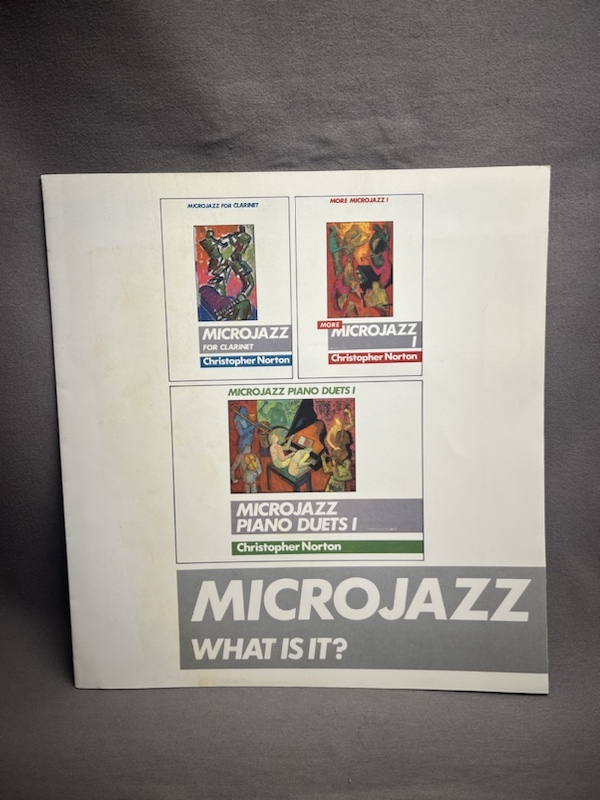 MICROJAZZ FOR CLARINET
MICROJAZZ
FOR CLARINET
Christopher Norton
MORE MICROJAZZ I
MORE
MICROJAZZ
I
Christopher Norton
MICROJAZZ PIANO DUETS I
MICROJAZZ
PIANO DUETS I
Christopher Norton
MICROJAZZ
WHAT IS IT?